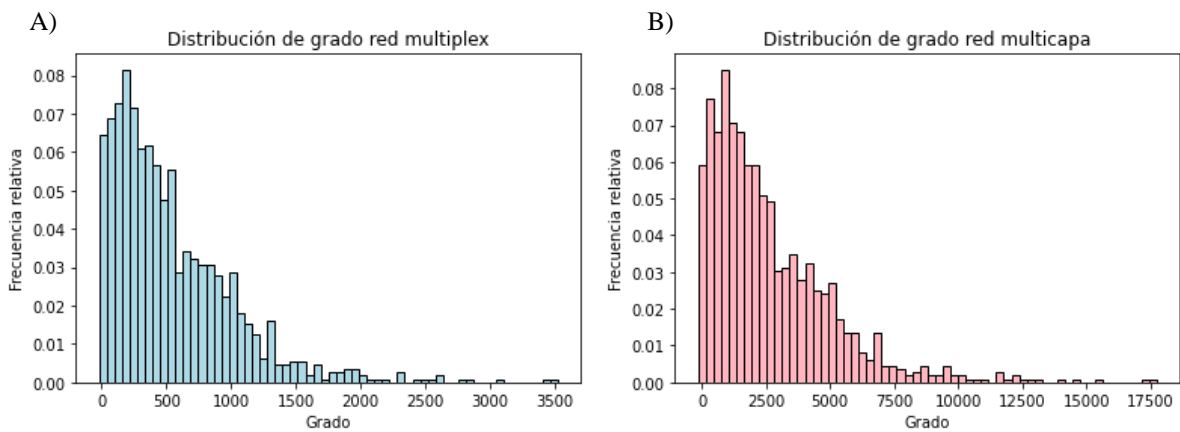 A)
Distribución de grado red multiplex
Frecuencia relativa
0.08
0.07
0.06
0.05
0.04
0.03
0.02
0.01
0.00
0 500 1000 1500 2000 2500 3000 3500
Grado
B)
Distribución de grado red multicapa
Frecuencia relativa
0.08
0.07
0.06
0.05
0.04
0.03
0.02
0.01
0.00
0 2500 5000 7500 10000 12500 15000 17500
Grado